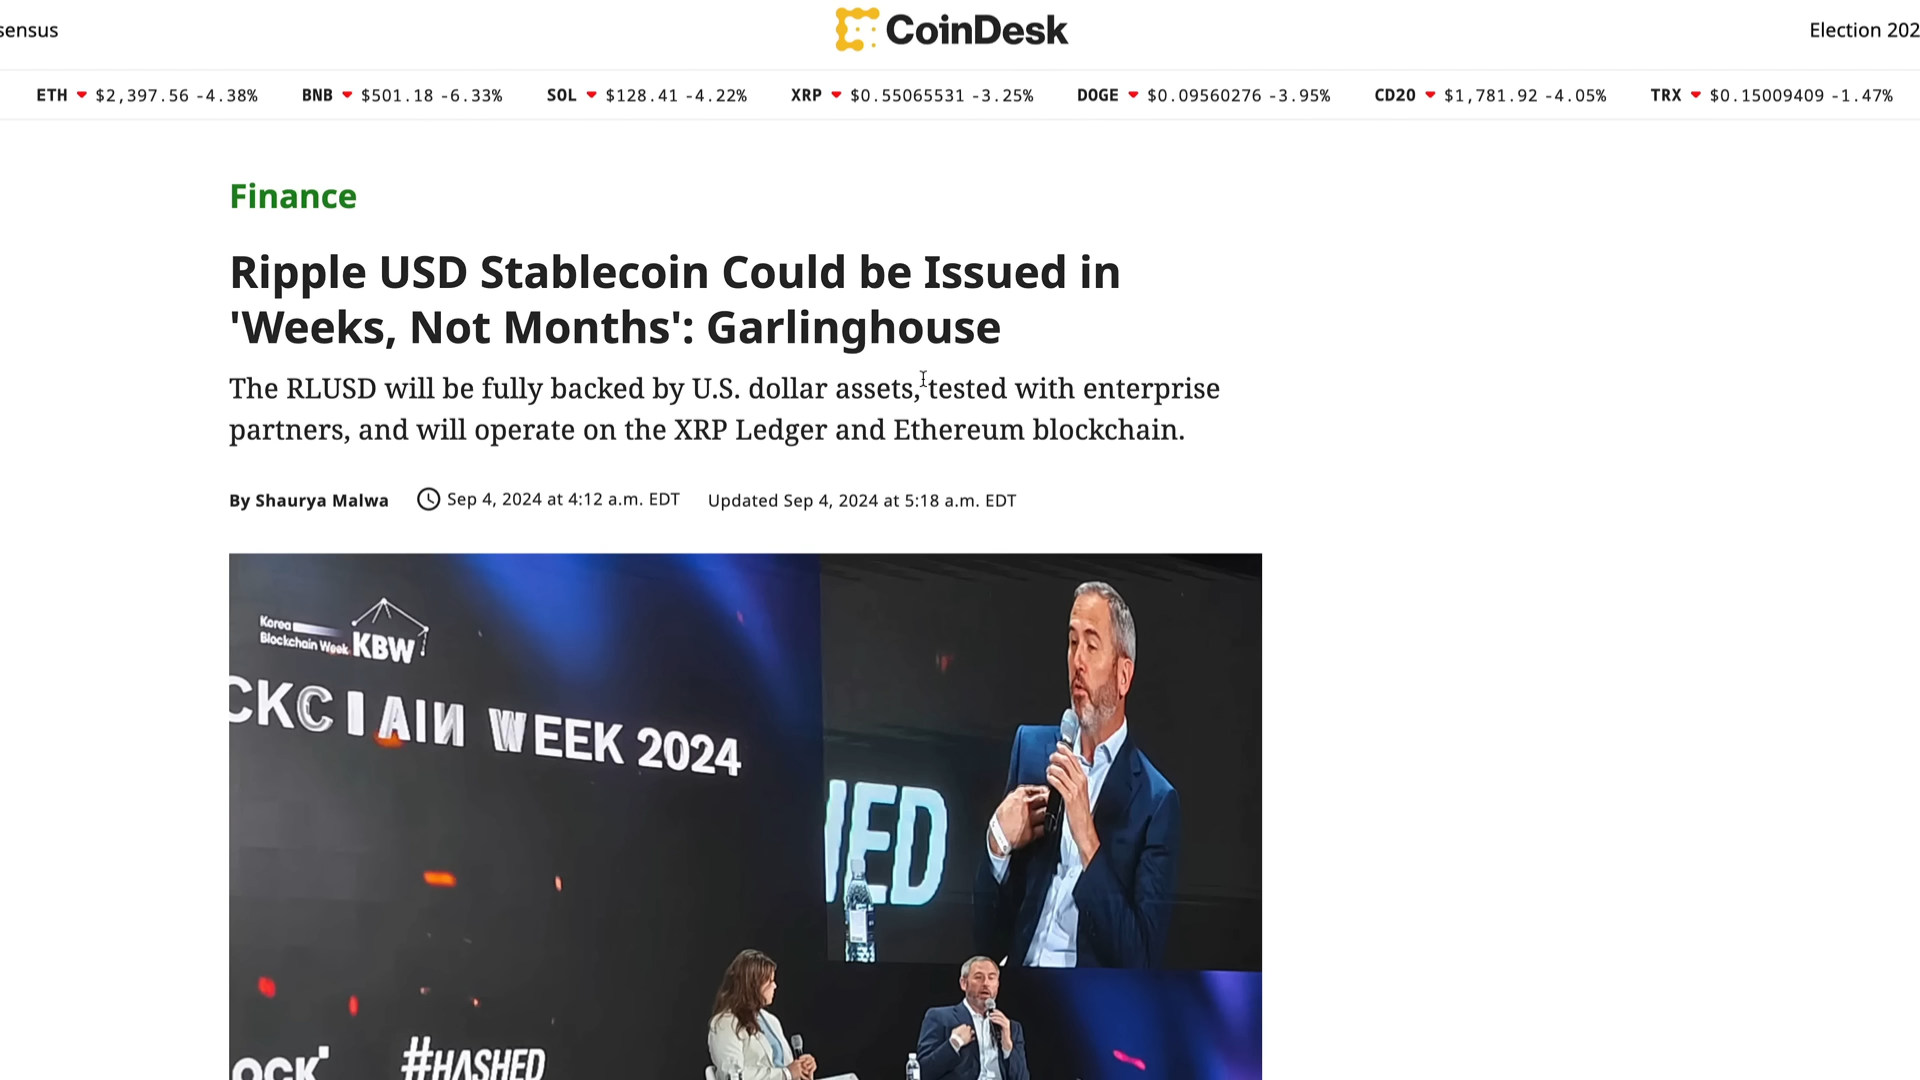 sensus
CoinDesk
Election 202
ETH $2,397.56 -4.38% BNB $501.18 -6.33% SOL $128.41 -4.22% XRP $0.55065531 -3.25% DOGE $0.09560276 -3.95% CD20 $1,781.92 -4.05% TRX $0.15009409 -1.47%
Finance
Ripple USD Stablecoin Could be Issued in
'Weeks, Not Months': Garlinghouse
The RLUSD will be fully backed by U.S. dollar assets, tested with enterprise
partners, and will operate on the XRP Ledger and Ethereum blockchain.
By Shaurya Malwa Sep 4, 2024 at 4:12 a.m. EDT Updated Sep 4, 2024 at 5:18 a.m. EDT
Korea
Blockchain Week KBW
CKCHAIN WEEK 2024
HED
OCK
#HASHED